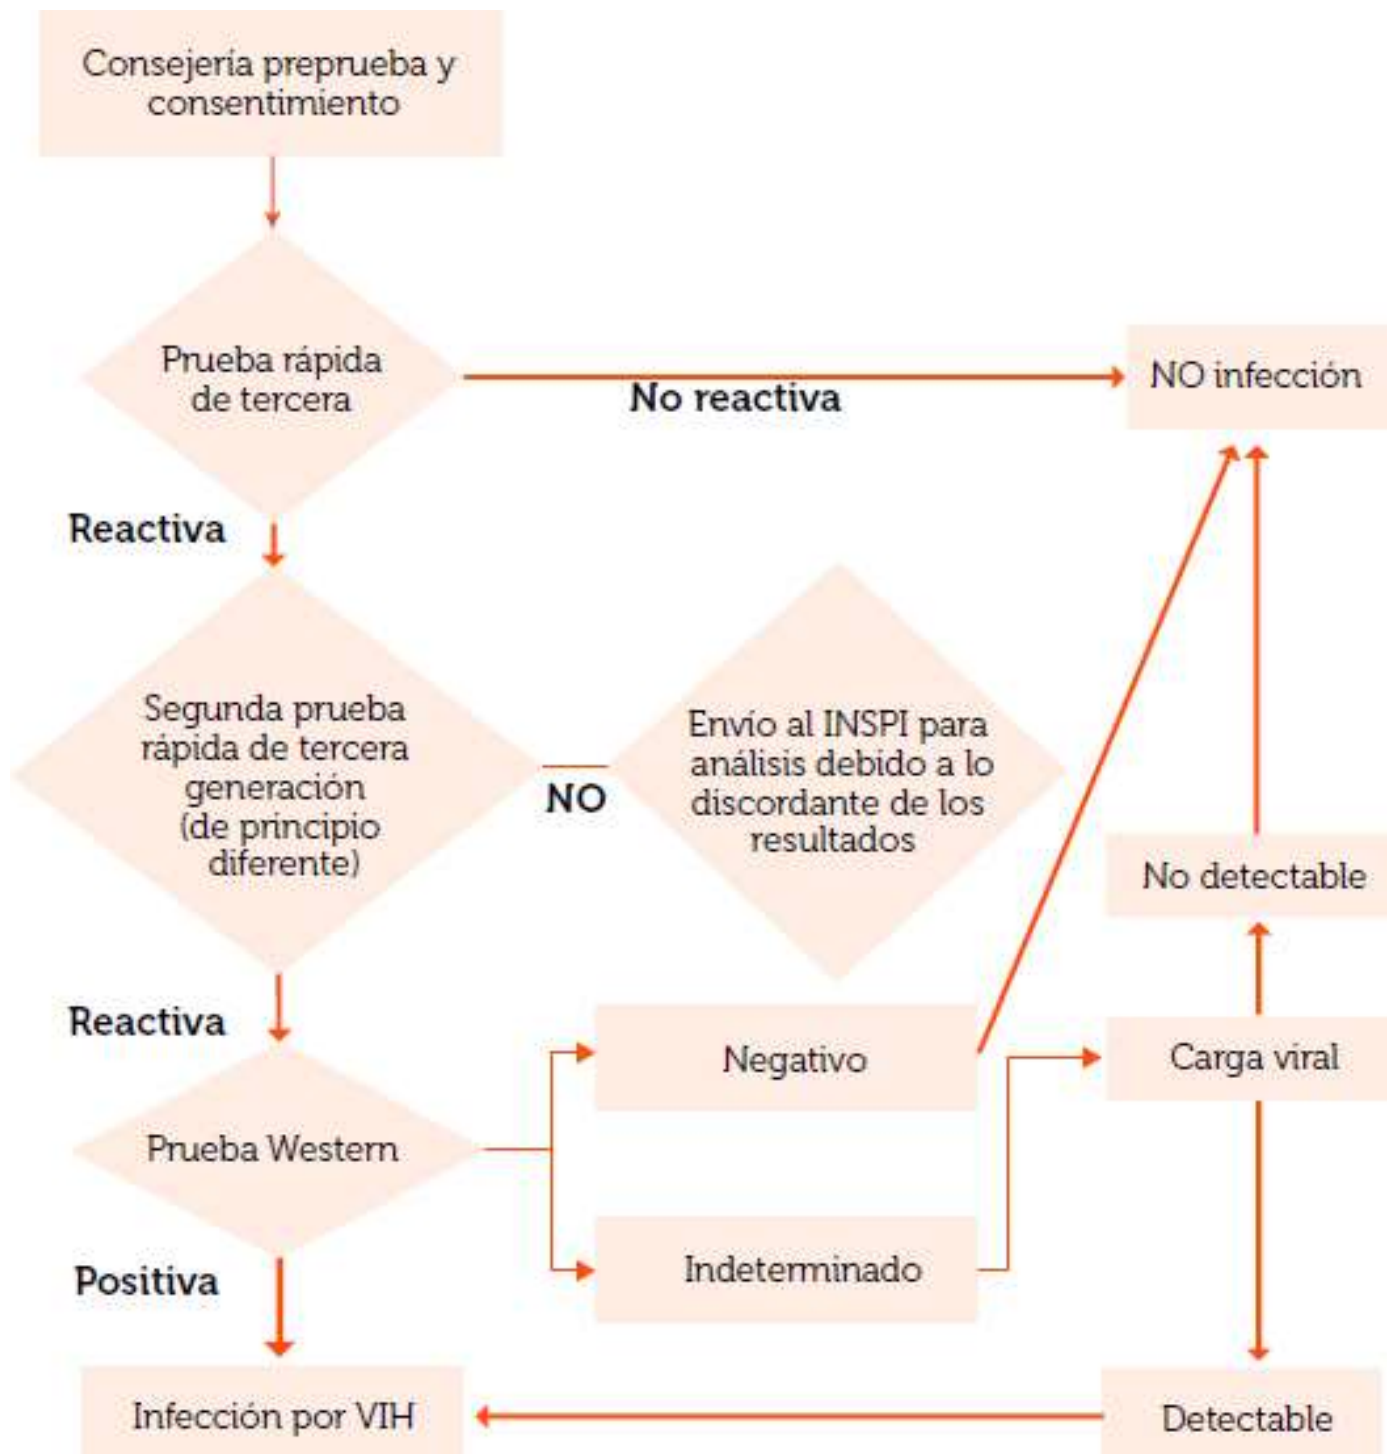 Consejería preprueba y
consentimiento
Prueba rápida
de tercera
No reactiva
NO infección
Reactiva
Segunda prueba
rápida de tercera
generación
(de principio
diferente)
NO
Envío al INSPI para
análisis debido a lo
discordante de los
resultados
No detectable
Reactiva
Negativo
Carga viral
Prueba Western
Indeterminado
Positiva
Infección por VIH
Detectable